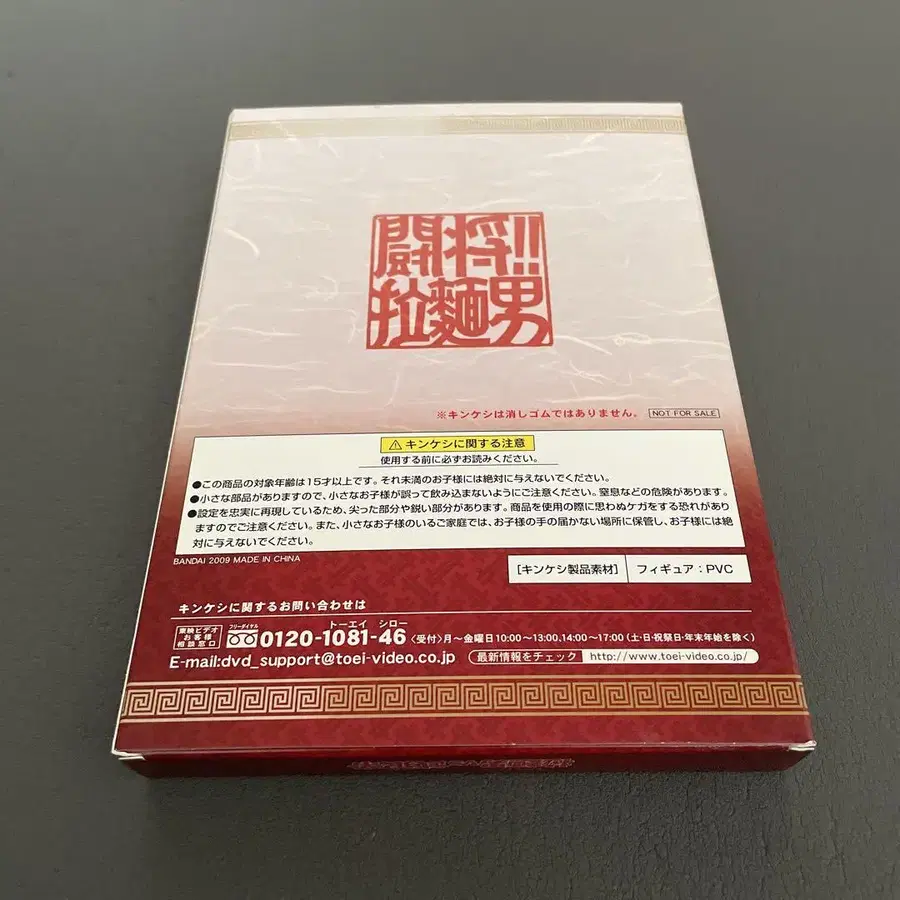 闘将!!
拉麵男
※キンケシは消しゴムではありません。 NOT FOR SALE
⚠キンケシに関する注意
使用する前に必ずお読みください。
●この商品の対象年齢は15才以上です。それ未満のお子様には絶対に与えないでください。
●小さな部品がありますので、小さなお子様が誤って飲み込まないようにご注意ください。窒息などの危険があります。
●設定を忠実に再現しているため、尖った部分や鋭い部分があります。商品を使用の際に思わぬケガをする恐れがあり
ますのでご注意ください。また、小さなお子様のいるご家庭では、お子様の手の届かない場所に保管し、お子様には絶
対に与えないでください。
BANDAI 2009 MADE IN CHINA
[キンケシ製品素材] フィギュア:PVC
キンケシに関するお問い合わせは
トーエイ シロー
東映ビデオ
お客様
相談窓口
フリーダイヤル
0120-1081-46〈受付〉月~金曜日10:00~13:00、14:00~17:00(土・日・祝祭日・年末年始を除く)
E-mail:dvd_support@toei-video.co.jp 最新情報をチェック http://www.toei-video.co.jp/